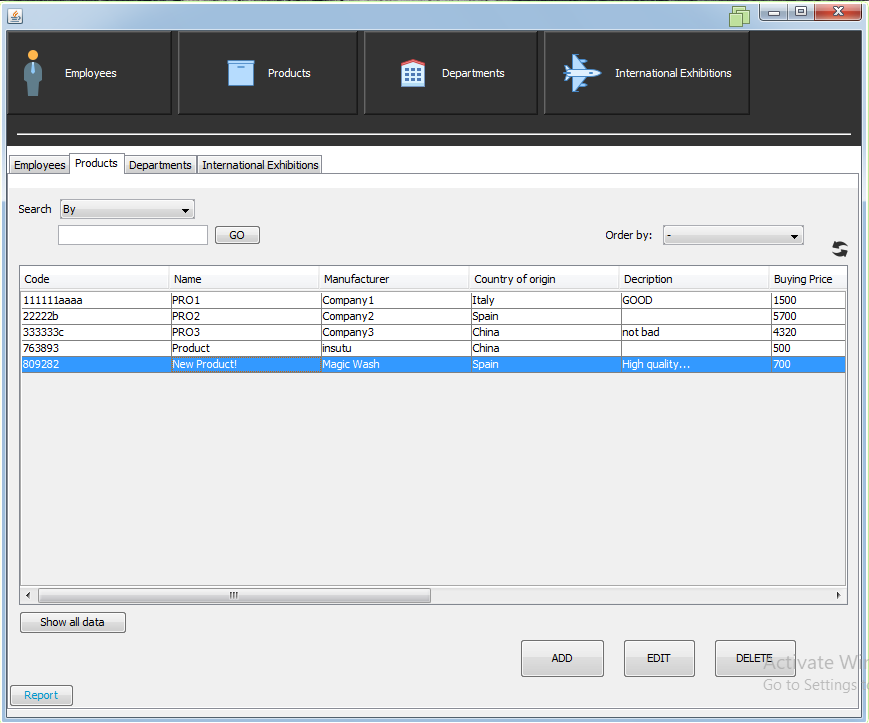 Employees Products Departments International Exhibitions
Employees Products Departments International Exhibitions
Search By
GO Order by: -
Code Name Manufacturer Country of origin Decription Buying Price
111111aaaa PRO1 Company1 Italy GOOD 1500
22222b PRO2 Company2 Spain 5700
333333c PRO3 Company3 China not bad 4320
763893 Product insutu China 500
809282 New Product! Magic Wash Spain High quality... 700
Show all data
ADD EDIT DELETE
Activate Win
Go to Settings
Report